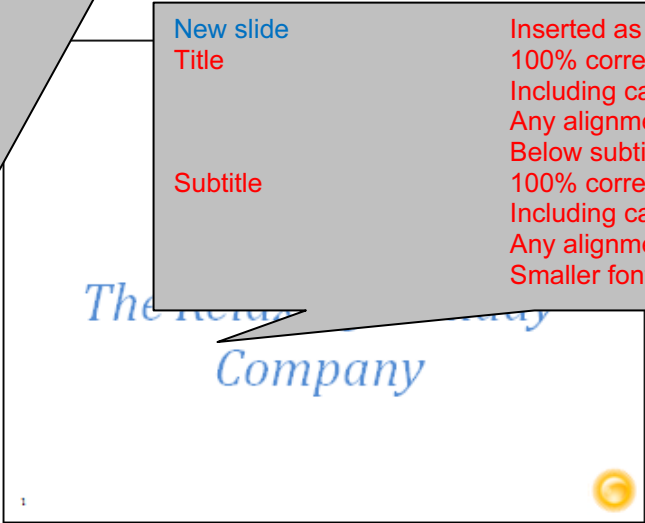 New slide Inserted as
Title 100% corre
Including ca
Any alignme
Below subti
Subtitle 100% corre
Including ca
Any alignme
Smaller fon
The
Company
1